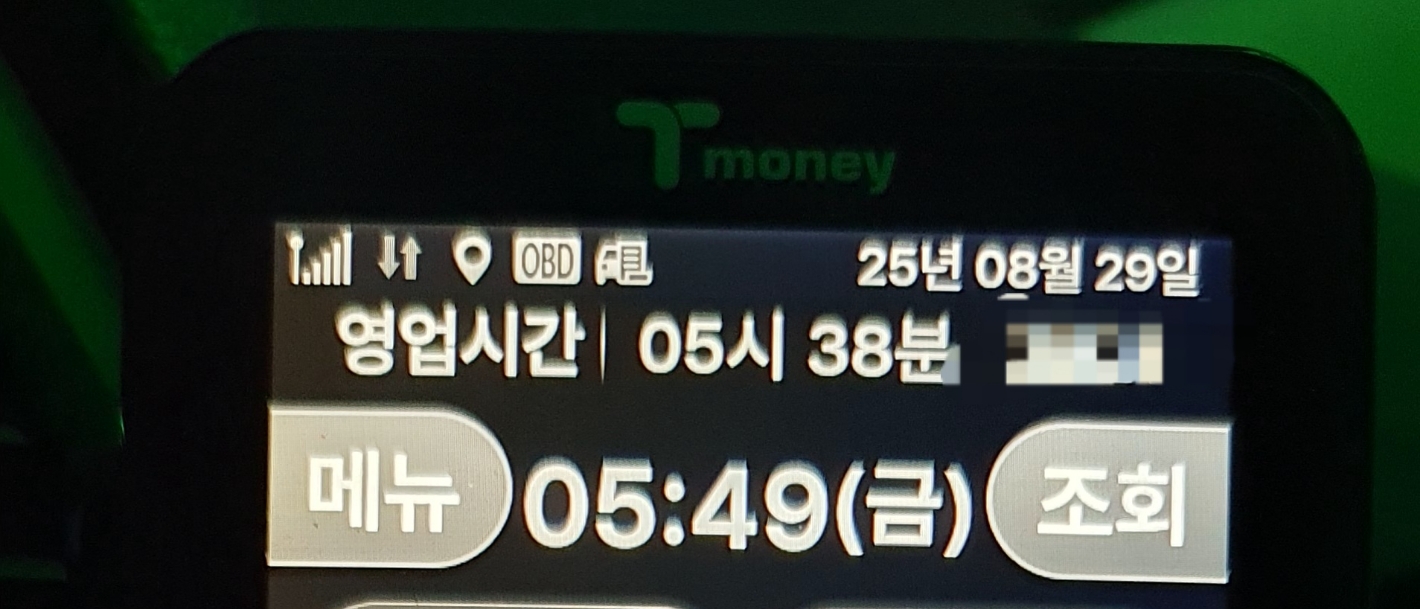 Tmoney
OBD 25년 08월 29일
영업시간 05시 38분
메뉴 05:49(금) 조회